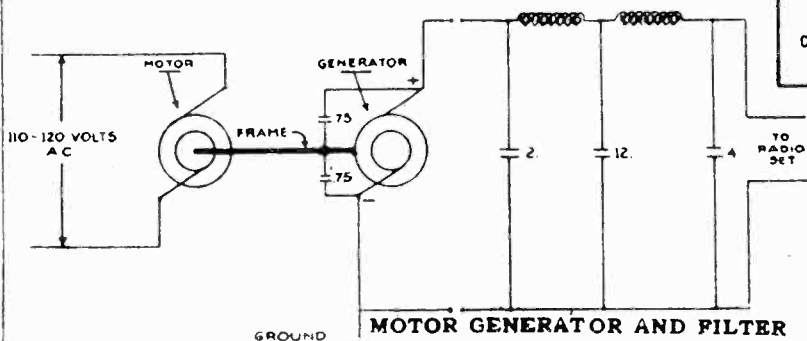 MOTOR
GENERATOR
+
.75
110-120 VOLTS
A C
FRAME
.75
−
2.
12.
4
TO
RADIO
SET
GROUND
MOTOR GENERATOR AND FILTER